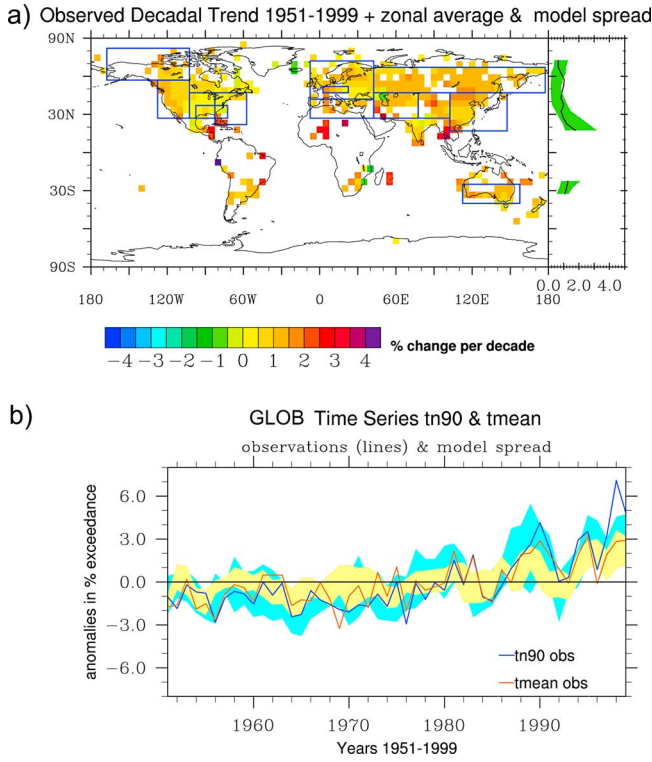 a) Observed Decadal Trend 1951-1999 + zonal average & model spread
90N
30N
30S
90S
180 120W 60W 0 60E 120E 180
0.0 2.0 4.0
-4 -3 -2 -1 0 1 2 3 4
% change per decade
b) GLOB Time Series tn90 & tmean
observations (lines) & model spread
anomalies in % exceedance
6.0
3.0
0.0
-3.0
-6.0
tn90 obs
tmean obs
1960 1970 1980 1990
Years 1951-1999